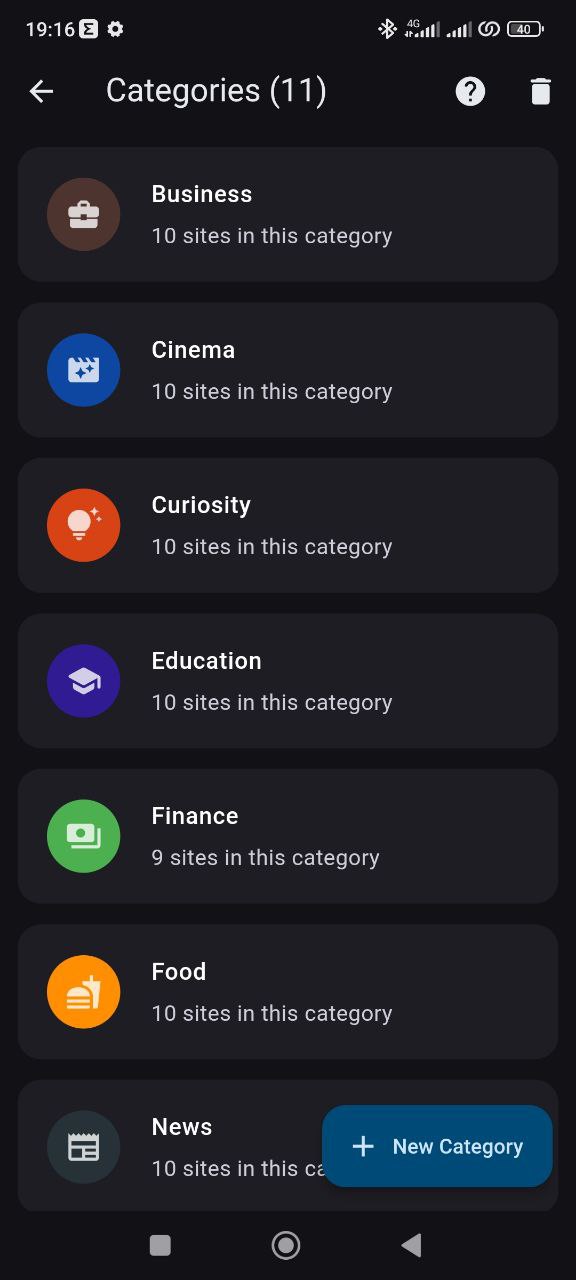 19:16 Σ 4G 40
Categories (11)
Business
10 sites in this category
Cinema
10 sites in this category
Curiosity
10 sites in this category
Education
10 sites in this category
Finance
9 sites in this category
Food
10 sites in this category
News
10 sites in this ca
New Category